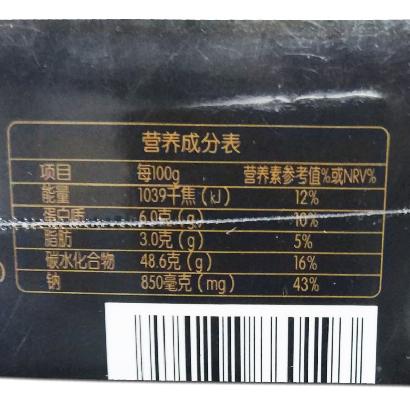 营养成分表
项目 每100g 营养素参考值%或NRV%
能量 1039千焦(kJ) 12%
蛋白质 6.0克(g) 10%
脂肪 3.0克(g) 5%
碳水化合物 48.6克(g) 16%
钠 850毫克(mg) 43%